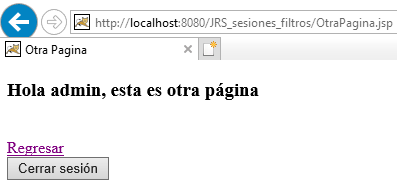 http://localhost:8080/JRS_sesiones_filtros/OtraPagina.jsp
Otra Pagina
Hola admin, esta es otra página
Regresar
Cerrar sesión